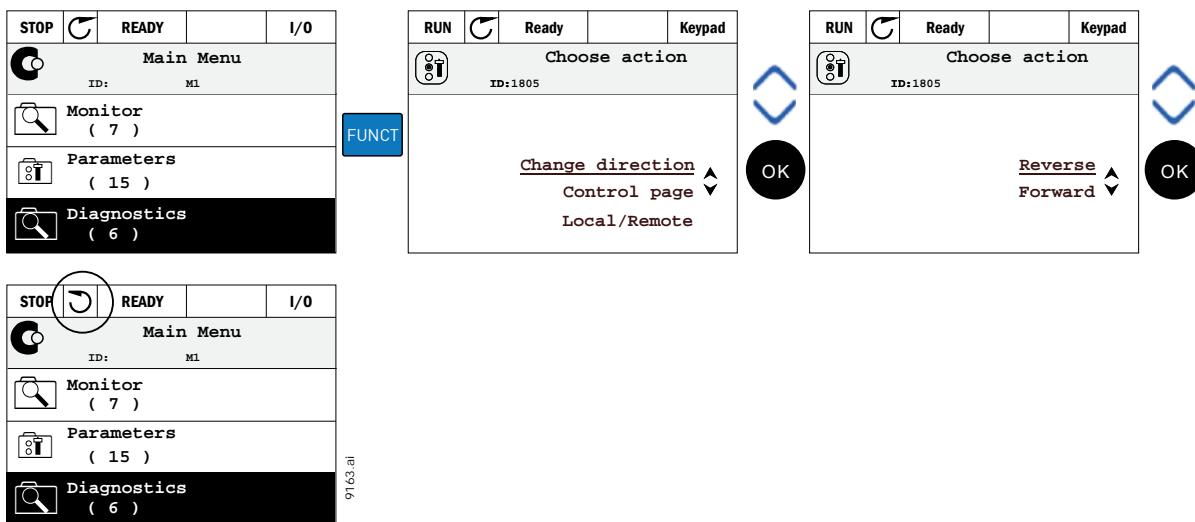 STOP READY I/O
Main Menu
ID: M1
Monitor
( 7 )
Parameters
( 15 )
Diagnostics
( 6 )
FUNCT
RUN Ready Keypad
Choose action
ID:1805
Change direction
Control page
Local/Remote
OK
RUN Ready Keypad
Choose action
ID:1805
Reverse
Forward
OK
STOP READY I/O
Main Menu
ID: M1
Monitor
( 7 )
Parameters
( 15 )
Diagnostics
( 6 )
9163.ai